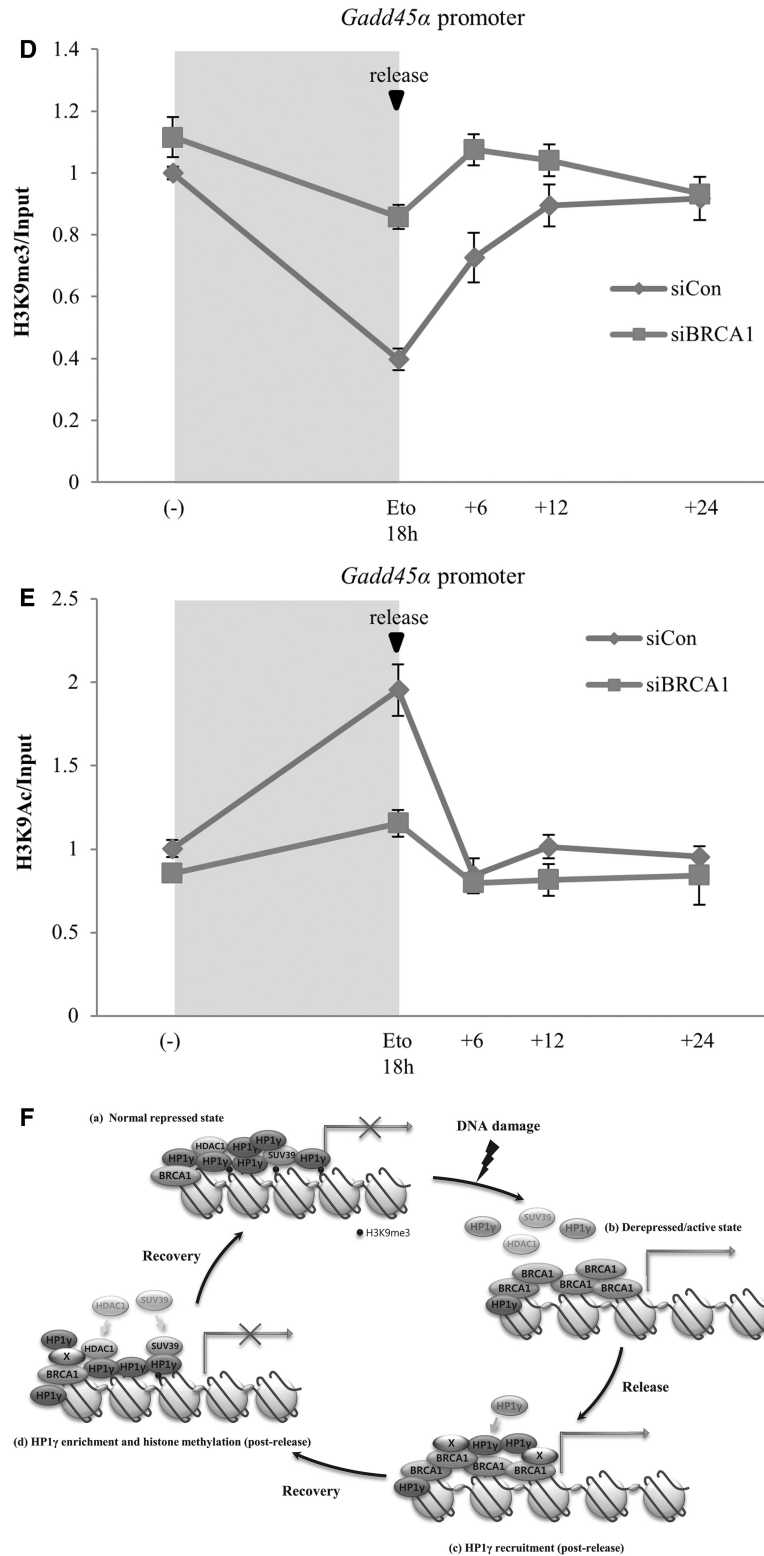 D
Gadd45α promoter
release
H3K9me3/Input
1.4
1.2
1
0.8
0.6
0.4
0.2
0
siCon
siBRCA1
(-)
Eto
18h
+6
+12
+24
E
Gadd45α promoter
release
H3K9Ac/Input
2.5
2
1.5
1
0.5
0
siCon
siBRCA1
(-)
Eto
18h
+6
+12
+24
F
(a) Normal repressed state
HDAC1
HP1γ
HP1γ
HP1γ
HP1γ
HP1γ
SUV39
HP1γ
BRCA1
H3K9me3
DNA damage
HP1γ
SUV39
HP1γ
HDAC1
(b) Derepressed/active state
BRCA1
BRCA1
BRCA1
BRCA1
BRCA1
HP1γ
Release
HP1γ
X
HP1γ
HP1γ
X
BRCA1
BRCA1
BRCA1
BRCA1
HP1γ
(c) HP1γ recruitment (post-release)
Recovery
HDAC1
SUV39
HP1γ
X
HDAC1
SUV39
BRCA1
HP1γ
HP1γ
HP1γ
HP1γ
(d) HP1γ enrichment and histone methylation (post-release)
Recovery